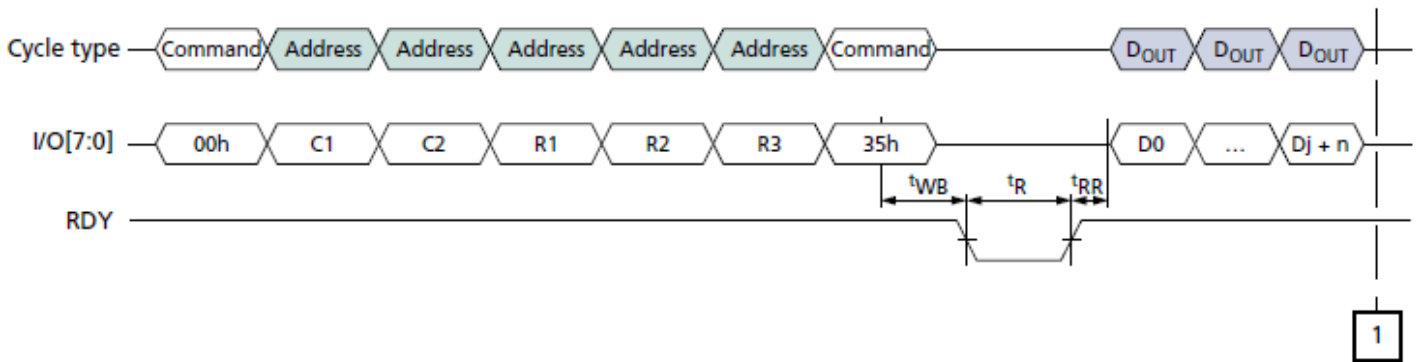 Cycle type Command Address Address Address Address Address Command DOUT DOUT DOUT
I/O[7:0] 00h C1 C2 R1 R2 R3 35h D0 ... Dj + n
tWB tR tRR
RDY
1